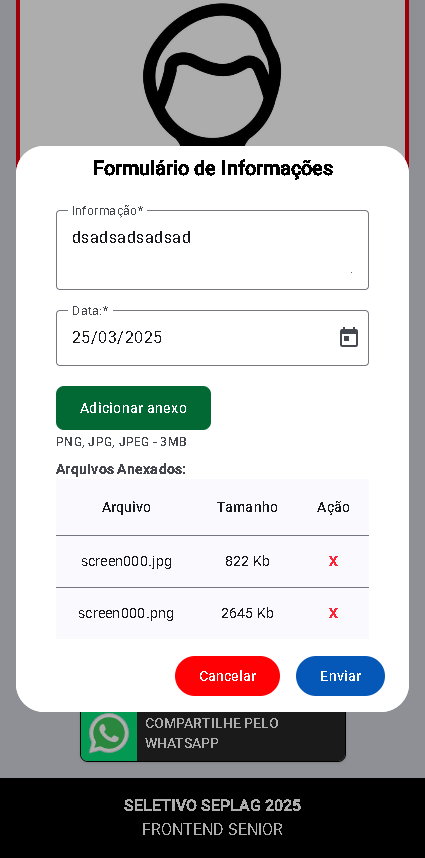 Formulário de Informações
Informação*
dsadsadsadsad
Data:*
25/03/2025
Adicionar anexo
PNG, JPG, JPEG - 3MB
Arquivos Anexados:
Arquivo Tamanho Ação
screen000.jpg 822 Kb X
screen000.png 2645 Kb X
Cancelar Enviar
COMPARTILHE PELO
WHATSAPP
SELETIVO SEPLAG 2025
FRONTEND SENIOR